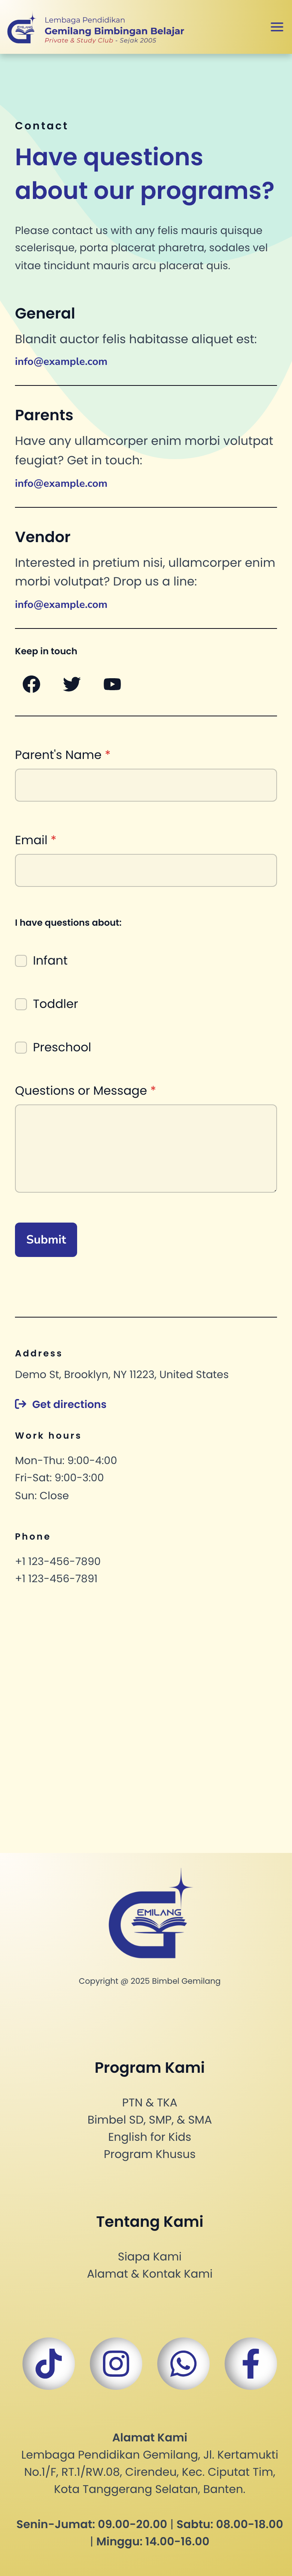 Lembaga Pendidikan
Gemilang Bimbingan Belajar
Private & Study Club - Sejak 2005
Contact
Have questions
about our programs?
Please contact us with any felis mauris quisque
scelerisque, porta placerat pharetra, sodales vel
vitae tincidunt mauris arcu placerat quis.
General
Blandit auctor felis habitasse aliquet est:
info@example.com
Parents
Have any ullamcorper enim morbi volutpat
feugiat? Get in touch:
info@example.com
Vendor
Interested in pretium nisi, ullamcorper enim
morbi volutpat? Drop us a line:
info@example.com
Keep in touch
Parent's Name *
Email *
I have questions about:
Infant
Toddler
Preschool
Questions or Message *
Submit
Address
Demo St, Brooklyn, NY 11223, United States
Get directions
Work hours
Mon-Thu: 9:00-4:00
Fri-Sat: 9:00-3:00
Sun: Close
Phone
+1 123-456-7890
+1 123-456-7891
EMILANG
Copyright @ 2025 Bimbel Gemilang
Program Kami
PTN & TKA
Bimbel SD, SMP, & SMA
English for Kids
Program Khusus
Tentang Kami
Siapa Kami
Alamat & Kontak Kami
Alamat Kami
Lembaga Pendidikan Gemilang, Jl. Kertamukti
No.1/F, RT.1/RW.08, Cirendeu, Kec. Ciputat Tim,
Kota Tanggerang Selatan, Banten.
Senin-Jumat: 09.00-20.00 | Sabtu: 08.00-18.00
| Minggu: 14.00-16.00